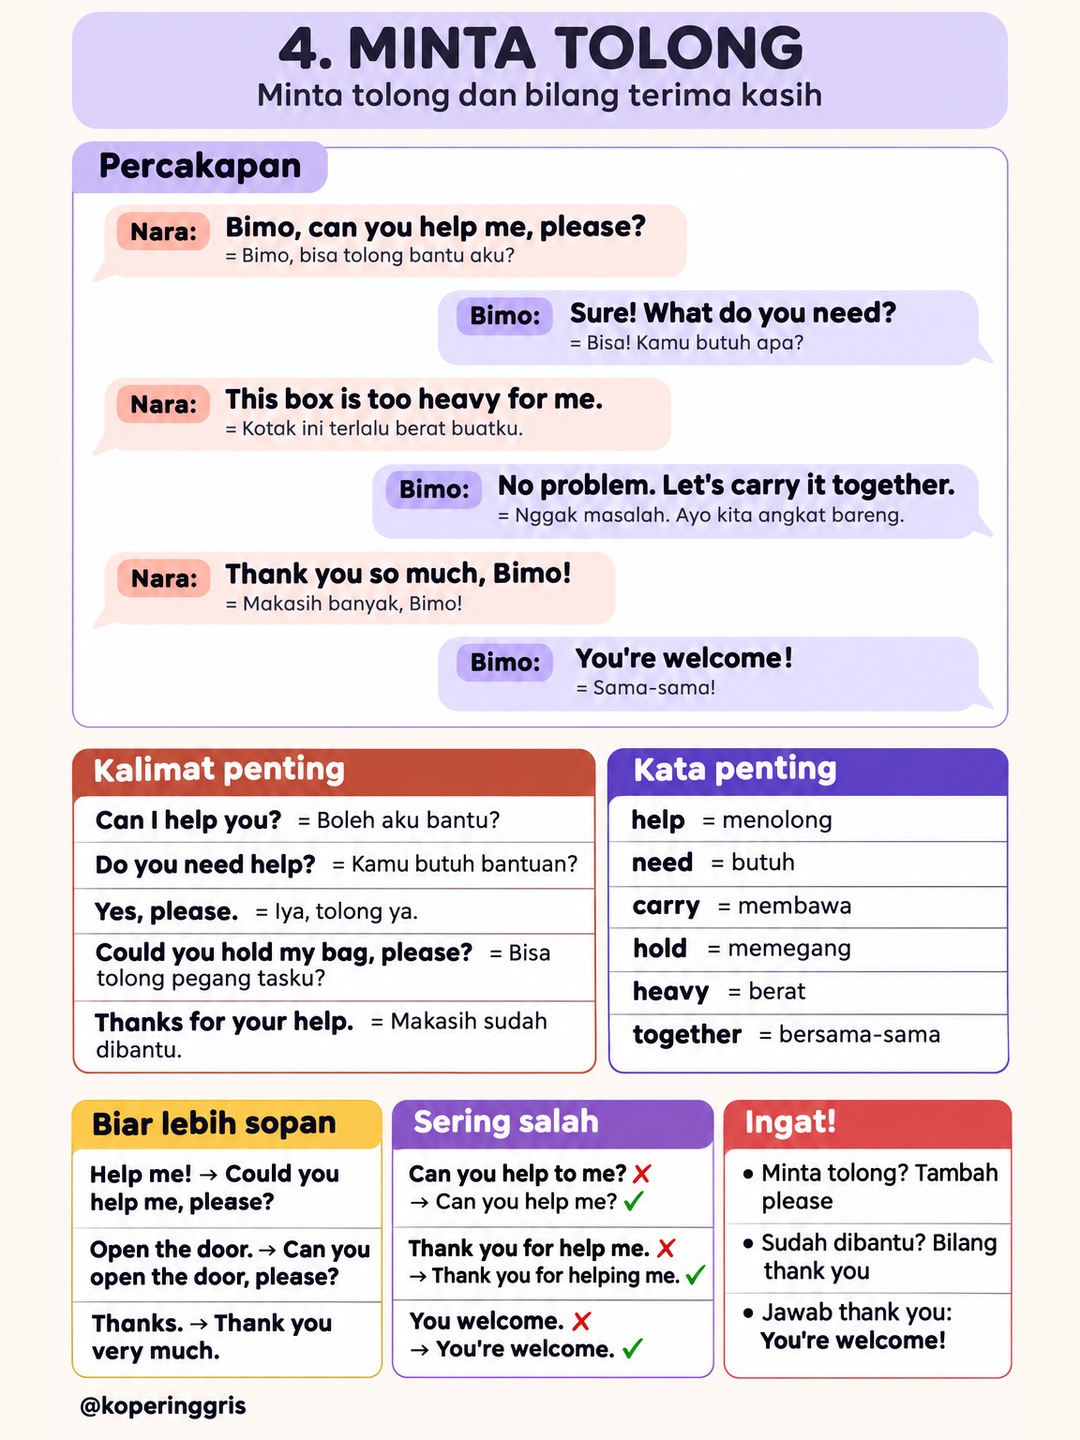 4. MINTA TOLONG
Minta tolong dan bilang terima kasih
Percakapan
Nara: Bimo, can you help me, please?
= Bimo, bisa tolong bantu aku?
Bimo: Sure! What do you need?
= Bisa! Kamu butuh apa?
Nara: This box is too heavy for me.
= Kotak ini terlalu berat buatku.
Bimo: No problem. Let's carry it together.
= Nggak masalah. Ayo kita angkat bareng.
Nara: Thank you so much, Bimo!
= Makasih banyak, Bimo!
Bimo: You're welcome!
= Sama-sama!
Kalimat penting
Can I help you? = Boleh aku bantu?
Do you need help? = Kamu butuh bantuan?
Yes, please. = Iya, tolong ya.
Could you hold my bag, please? = Bisa
tolong pegang tasku?
Thanks for your help. = Makasih sudah
dibantu.
Kata penting
help = menolong
need = butuh
carry = membawa
hold = memegang
heavy = berat
together = bersama-sama
Biar lebih sopan
Help me! → Could you
help me, please?
Open the door. → Can you
open the door, please?
Thanks. → Thank you
very much.
Sering salah
Can you help to me? ✗
→ Can you help me? ✓
Thank you for help me. ✗
→ Thank you for helping me. ✓
You welcome. ✗
→ You're welcome. ✓
Ingat!
• Minta tolong? Tambah
please
• Sudah dibantu? Bilang
thank you
• Jawab thank you:
You're welcome!
@koperinggris